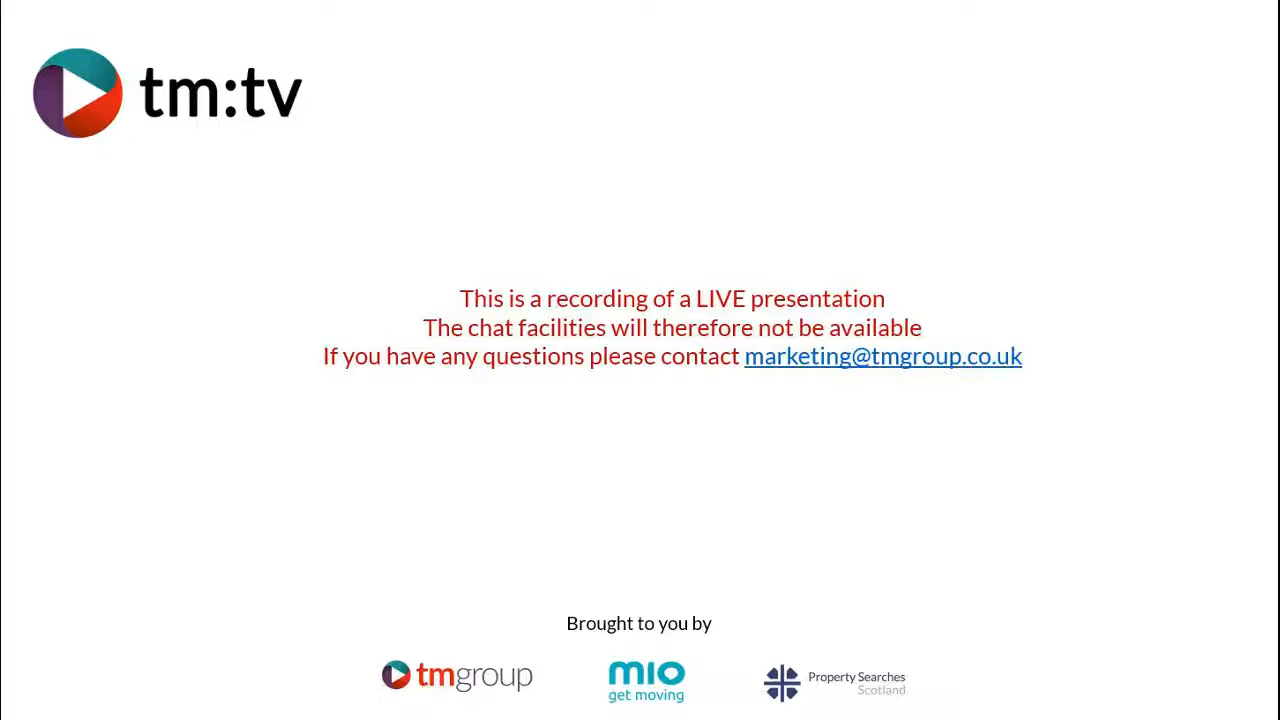 tm:tv
This is a recording of a LIVE presentation
The chat facilities will therefore not be available
If you have any questions please contact marketing@tmgroup.co.uk
Brought to you by
tmgroup
mio
get moving
Property Searches
Scotland